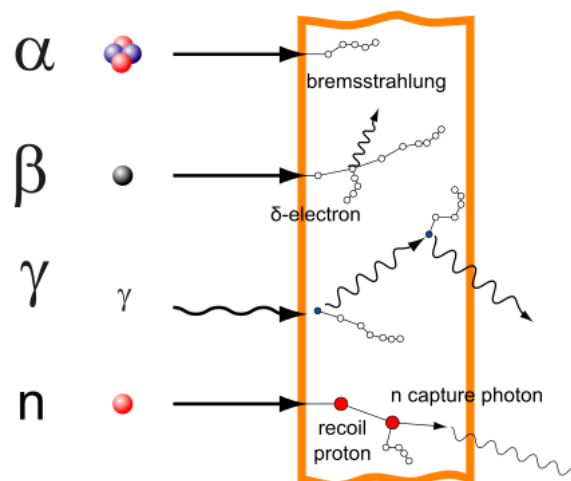 α
bremsstrahlung
β
δ-electron
γ
γ
n
n capture photon
recoil
proton